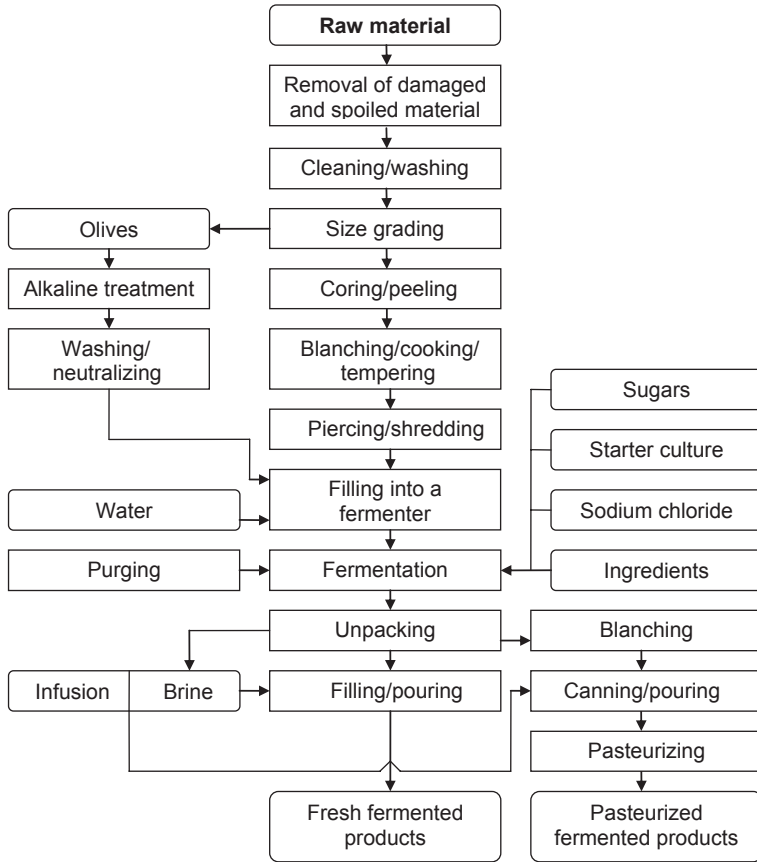 Raw material
Removal of damaged
and spoiled material
Cleaning/washing
Olives
Size grading
Alkaline treatment
Coring/peeling
Washing/
neutralizing
Blanching/cooking/
tempering
Sugars
Piercing/shredding
Starter culture
Water
Filling into a
fermenter
Sodium chloride
Purging
Fermentation
Ingredients
Unpacking
Blanching
Infusion
Brine
Filling/pouring
Canning/pouring
Pasteurizing
Fresh fermented
products
Pasteurized
fermented products